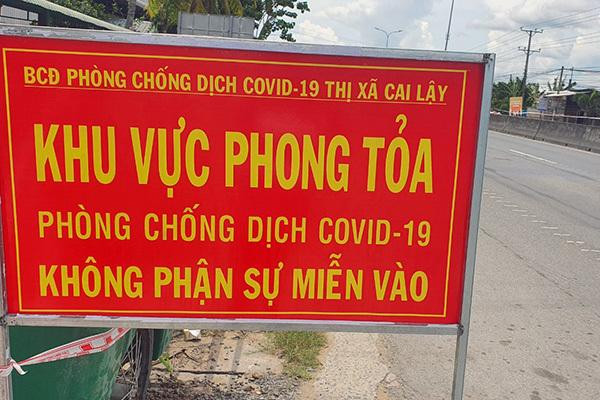 BCĐ PHÒNG CHỐNG DỊCH COVID-19 THỊ XÃ CAI LẬY
KHU VỰC PHONG TỎA
PHÒNG CHỐNG DỊCH COVID-19
KHÔNG PHẬN SỰ MIỄN VÀO